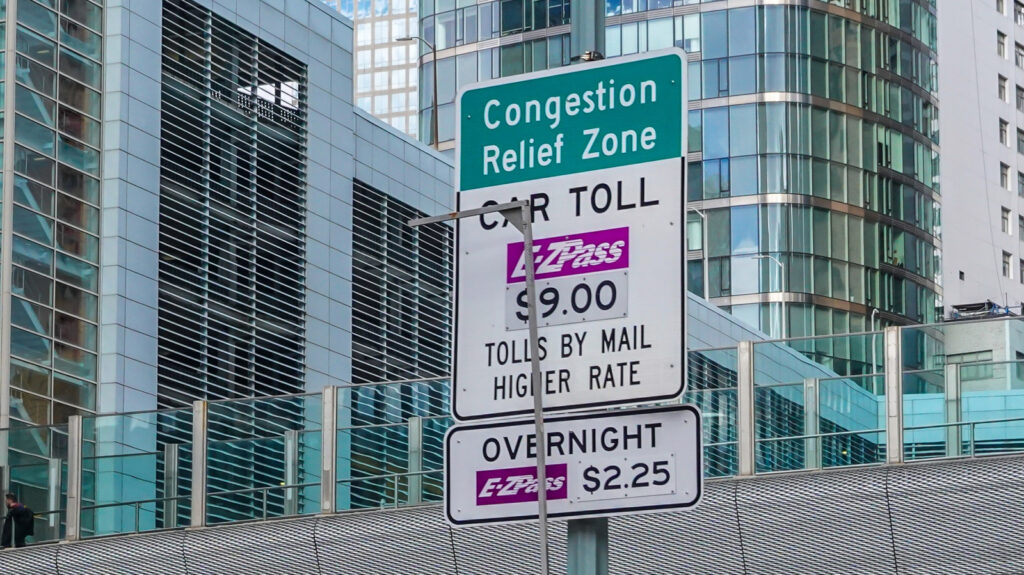 Congestion
Relief Zone
CAR TOLL
E-ZPass
$9.00
TOLLS BY MAIL
HIGHER RATE
OVERNIGHT
E-ZPass $2.25